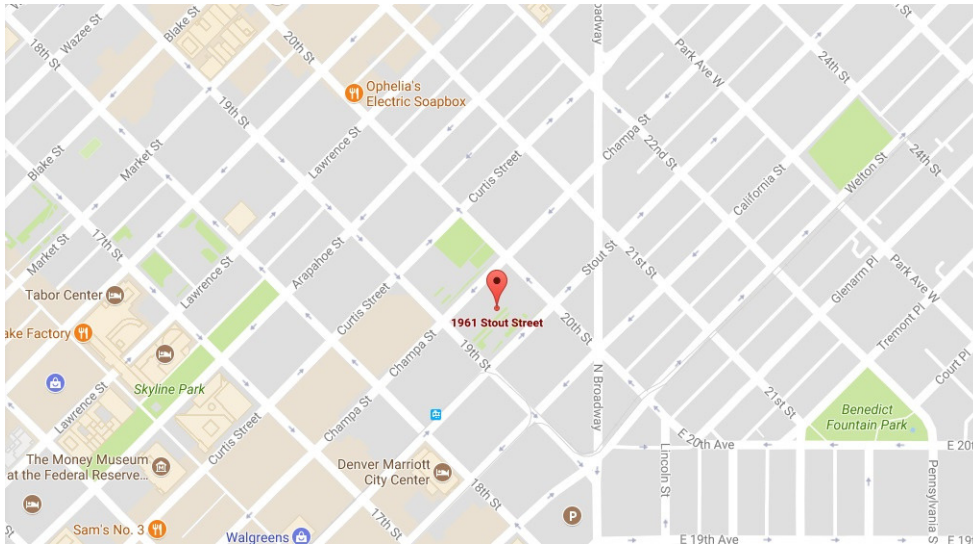 18th St
Wazee St
Blake St
20th St
Broadway
Park Ave W
24th St
Ophelia's
Electric Soapbox
19th St
Lawrence St
Champa St
22nd St
24th St
Blake St
Market St
Curtis Street
California St
Welton St
17th St
Market St
Lawrence St
Arapahoe St
Stout St
21st St
Glenarm Pl
Park Ave W
Tabor Center
Curtis Street
1961 Stout Street
20th St
Tremont Pl
ake Factory
Champa St
19th St
Court Pl
Skyline Park
Lawrence St
N Broadway
21st St
Benedict
Fountain Park
Curtis St
Champa St
E 20th Ave
E 20t
The Money Museum
at the Federal Reserve...
Denver Marriott
City Center
18th St
Lincoln St
Pennsylvania S
P
Sam's No. 3
17th St
Walgreens
E 19th Ave
E 19t